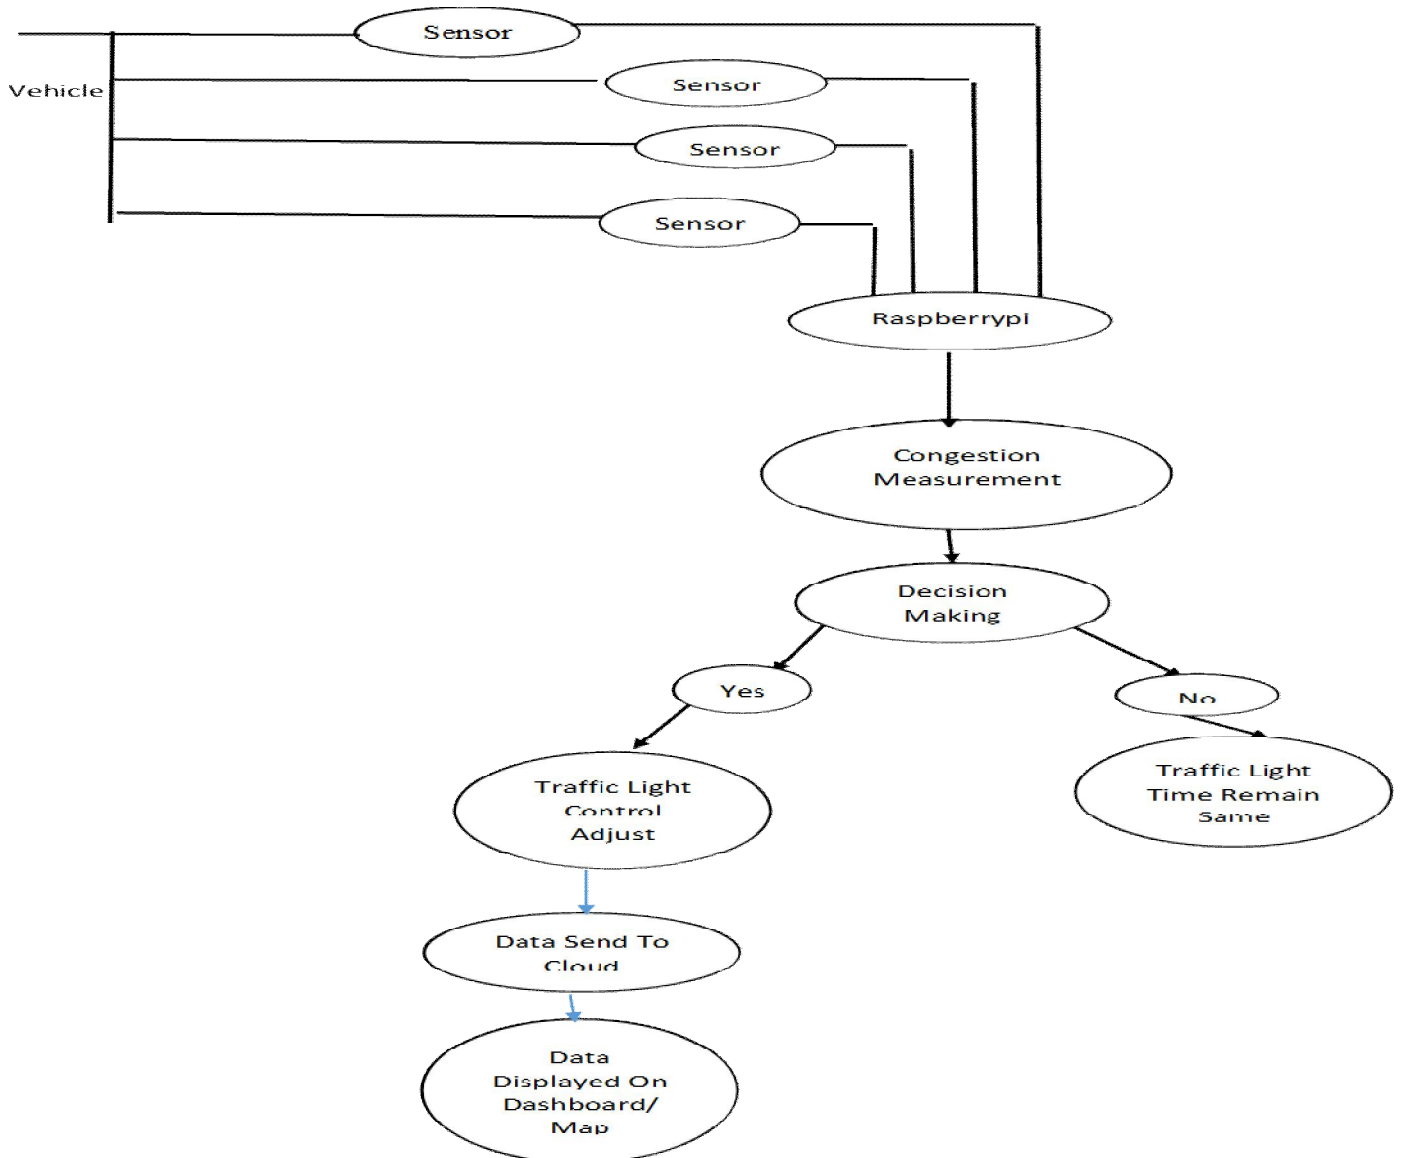 Sensor
Vehicle
Sensor
Sensor
Sensor
Raspberrypi
Congestion
Measurement
Decision
Making
Yes
No
Traffic Light
Control
Adjust
Traffic Light
Time Remain
Same
Data Send To
Cloud
Data
Displayed On
Dashboard/
Map